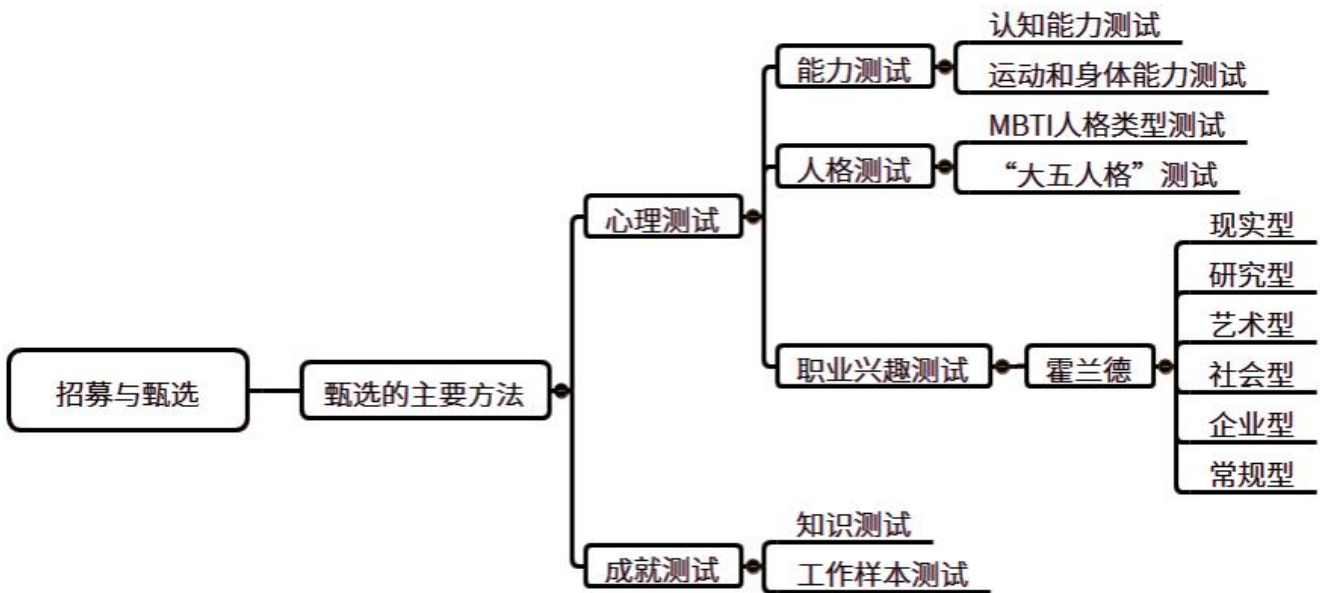 招募与甄选
甄选的主要方法
心理测试
能力测试
认知能力测试
运动和身体能力测试
人格测试
MBTI人格类型测试
“大五人格”测试
职业兴趣测试
霍兰德
现实型
研究型
艺术型
社会型
企业型
常规型
成就测试
知识测试
工作样本测试